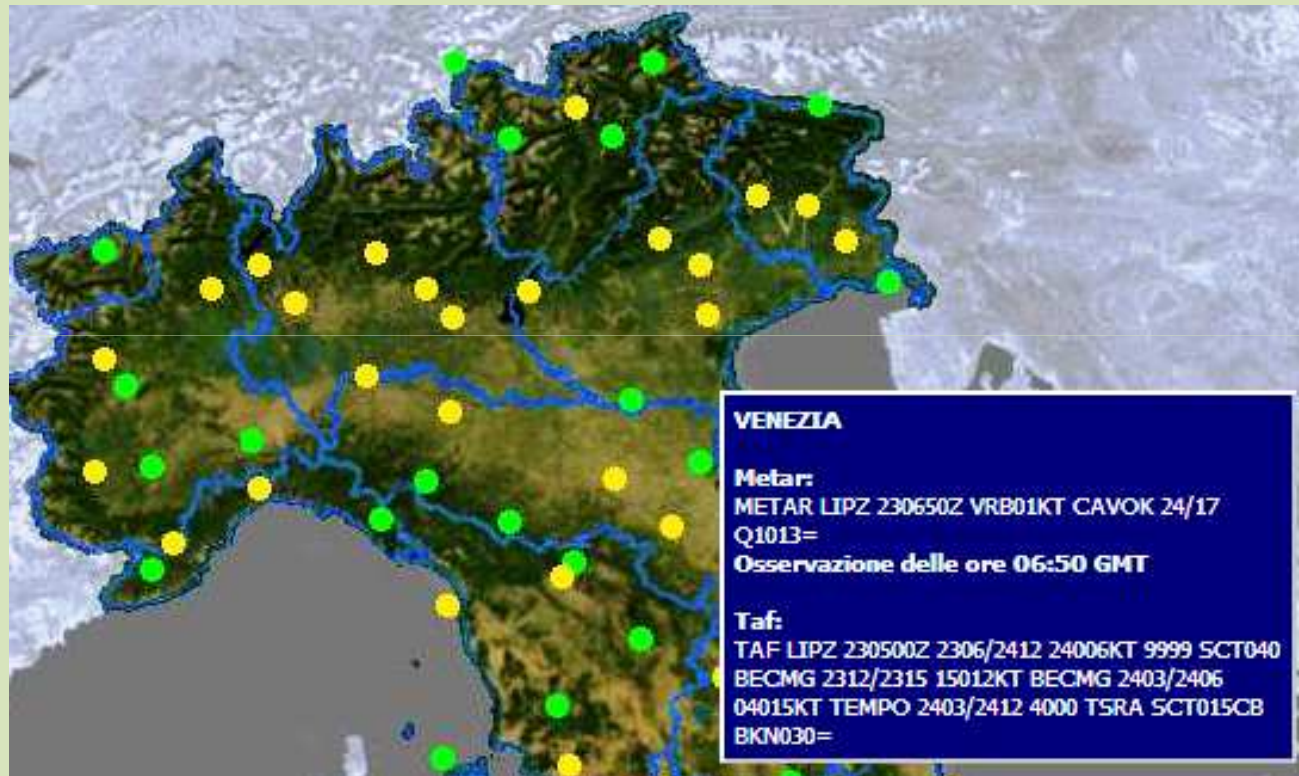 VENEZIA
Metar:
METAR LIPZ 230650Z VRB01KT CAVOK 24/17
Q1013=
Osservazione delle ore 06:50 GMT
Taf:
TAF LIPZ 230500Z 2306/2412 24006KT 9999 SCT040
BECMG 2312/2315 15012KT BECMG 2403/2406
04015KT TEMPO 2403/2412 4000 TSRA SCT015CB
BKN030=